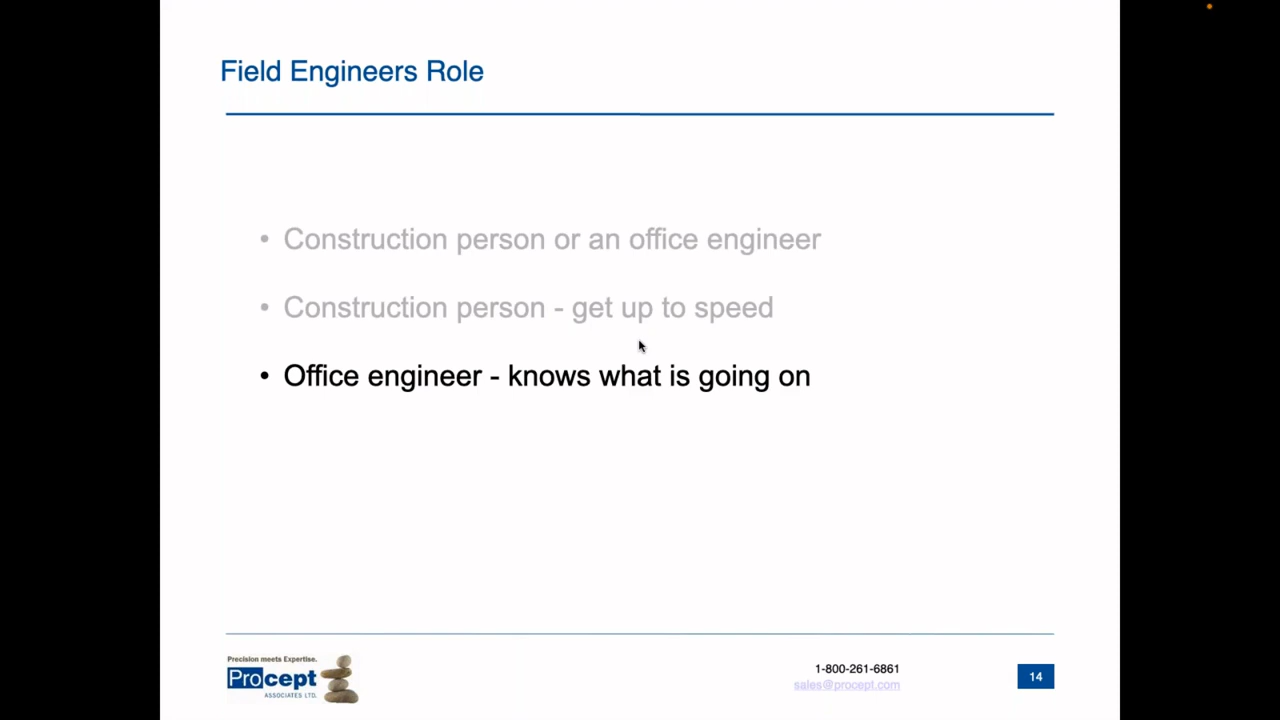 Field Engineers Role
• Construction person or an office engineer
• Construction person - get up to speed
• Office engineer - knows what is going on
Precision meets Expertise.
Procept
ASSOCIATES LTD.
1-800-261-6861
sales@procept.com
14